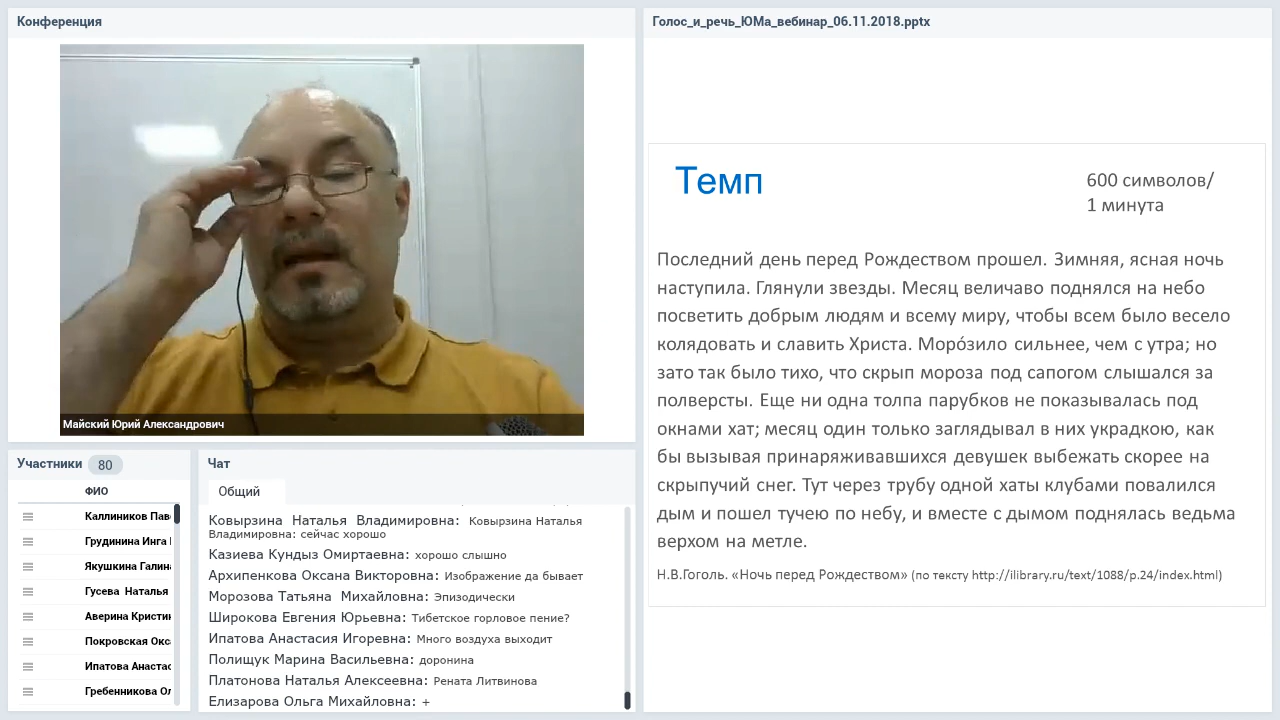 Конференция
Майский Юрий Александрович
Участники 80
ФИО
Каллиников Пав
Грудинина Инга
Якушкина Галин
Гусева Наталья
Аверина Кристи
Покровская Окс
Ипатова Анастас
Гребенникова О
Чат
Общий
Ковырзина Наталья Владимировна: Ковырзина Наталья
Владимировна: сейчас хорошо
Казиева Кундыз Омиртаевна: хорошо слышно
Архипенкова Оксана Викторовна: Изображение да бывает
Морозова Татьяна Михайловна: Эпизодически
Широкова Евгения Юрьевна: Тибетское горловое пение?
Ипатова Анастасия Игоревна: Много воздуха выходит
Полищук Марина Васильевна: доронина
Платонова Наталья Алексеевна: Рената Литвинова
Елизарова Ольга Михайловна: +
Голос_и_речь_ЮМа_вебинар_06.11.2018.pptx
Темп
600 символов/
1 минута
Последний день перед Рождеством прошел. Зимняя, ясная ночь
наступила. Глянули звезды. Месяц величаво поднялся на небо
посветить добрым людям и всему миру, чтобы всем было весело
колядовать и славить Христа. Моро́зило сильнее, чем с утра; но
зато так было тихо, что скрып мороза под сапогом слышался за
полверсты. Еще ни одна толпа парубков не показывалась под
окнами хат; месяц один только заглядывал в них украдкою, как
бы вызывая принаряживавшихся девушек выбежать скорее на
скрыпучий снег. Тут через трубу одной хаты клубами повалился
дым и пошел тучею по небу, и вместе с дымом поднялась ведьма
верхом на метле.
Н.В.Гоголь. «Ночь перед Рождеством» (по тексту http://ilibrary.ru/text/1088/p.24/index.html)